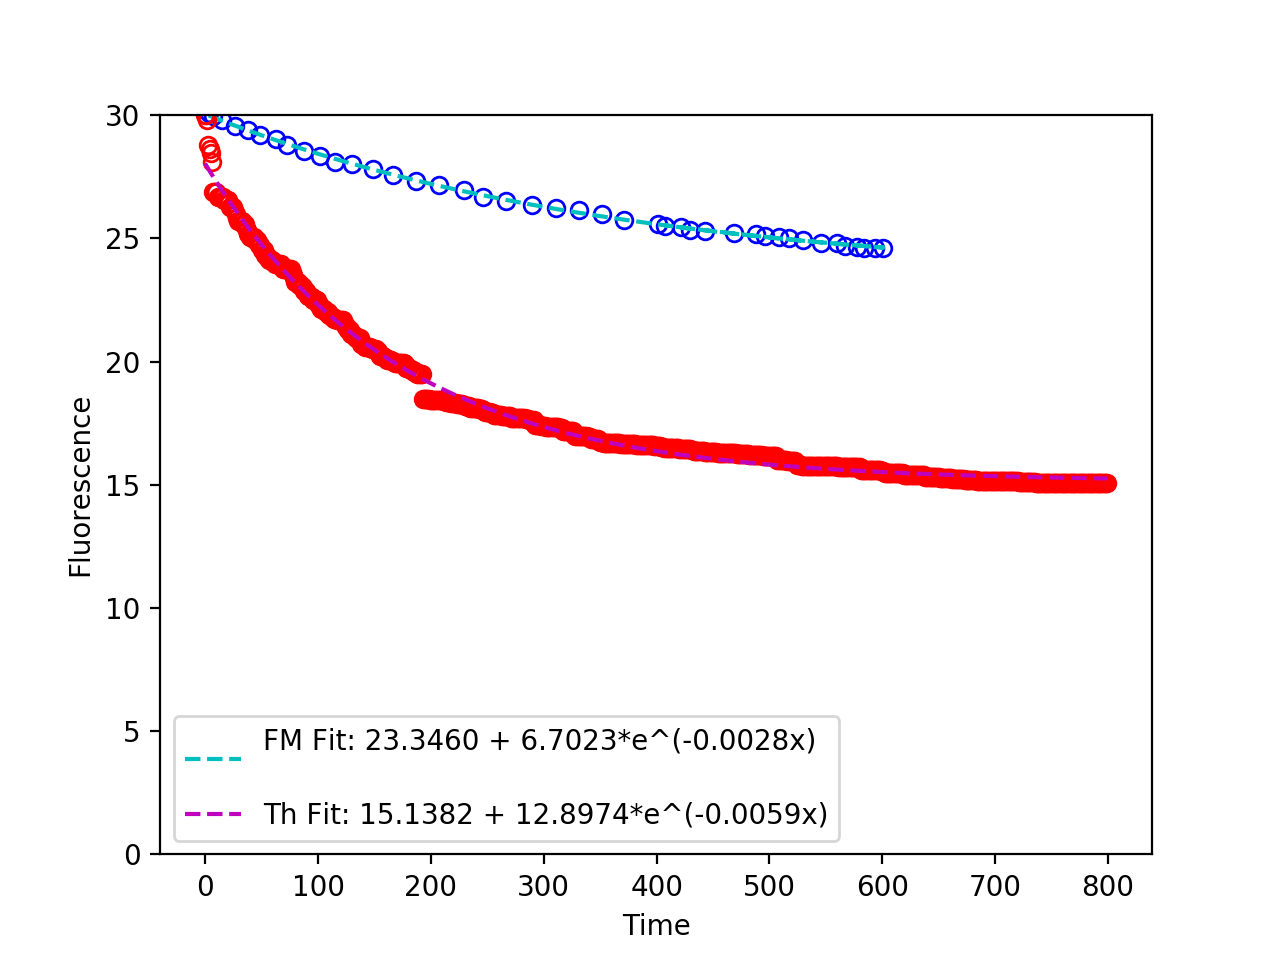 30
25
20
15
10
5
0
Fluorescence
FM Fit: 23.3460 + 6.7023*e^(-0.0028x)
Th Fit: 15.1382 + 12.8974*e^(-0.0059x)
0 100 200 300 400 500 600 700 800
Time